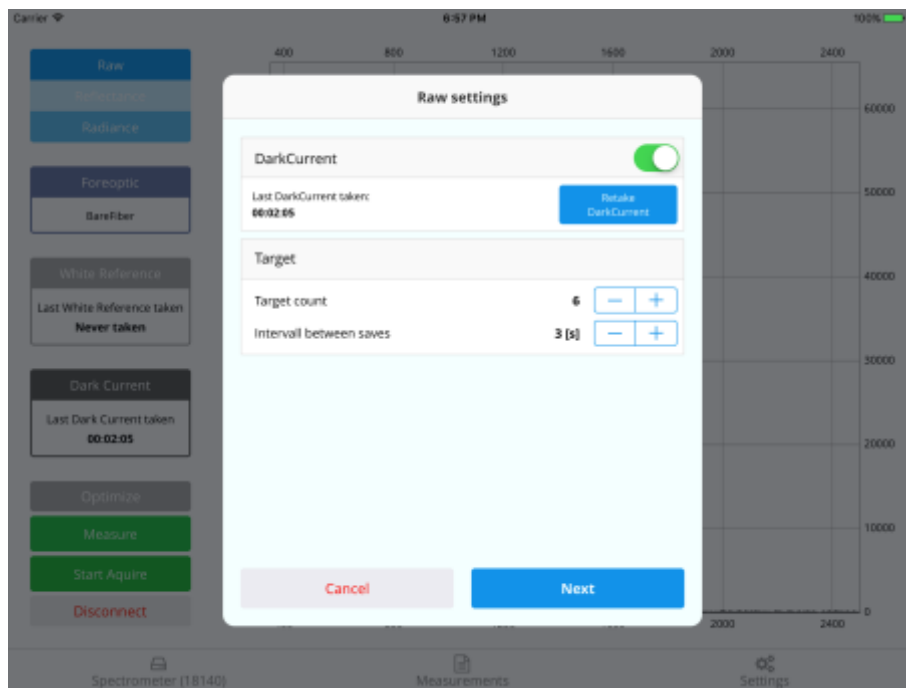 Carrier
6:57 PM
100%
Raw
Reflectance
Radiance
Foreoptic
BareFiber
White Reference
Last White Reference taken
Never taken
Dark Current
Last Dark Current taken
00:02:05
Optimize
Measure
Start Aquire
Disconnect
400 800 1200 1600 2000 2400
60000
50000
40000
30000
20000
10000
0
2000 2400
Raw settings
DarkCurrent
Last DarkCurrent taken:
00:02:05
Retake
DarkCurrent
Target
Target count 6
Intervall between saves 3 [s]
Cancel Next
Spectrometer (18140) Measurements Settings